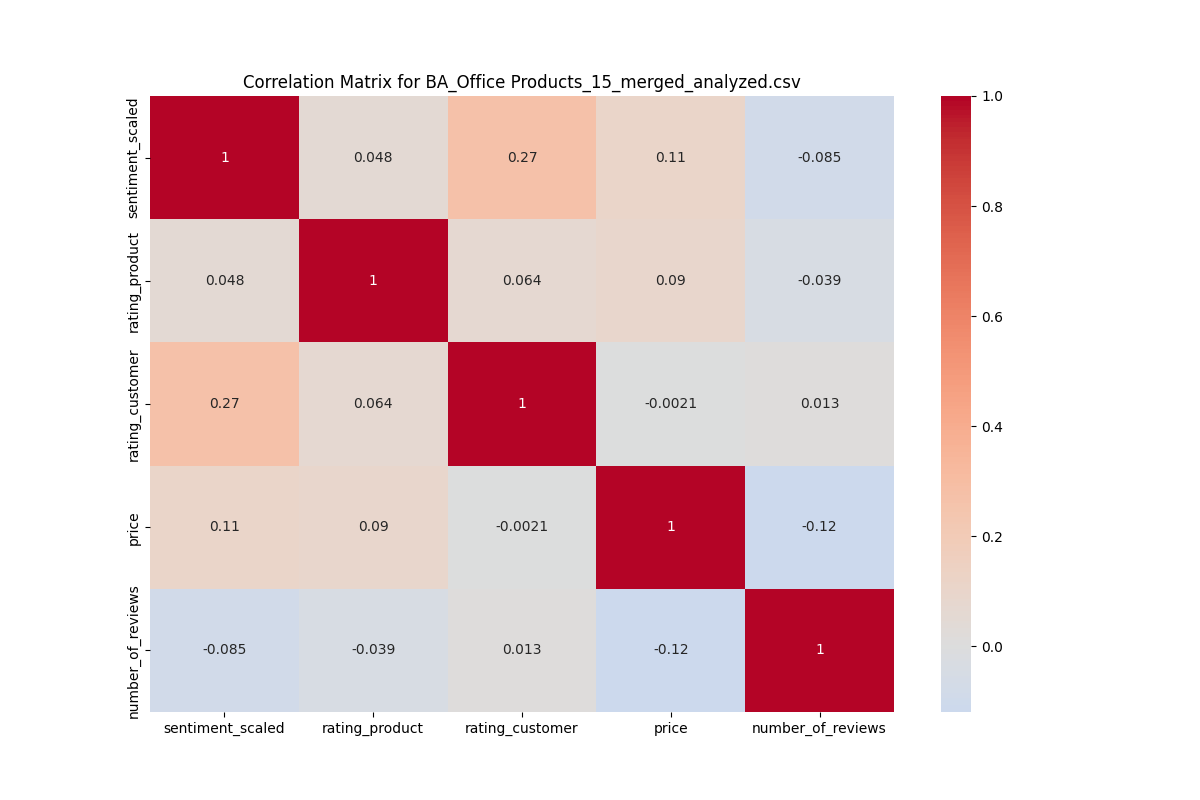 Correlation Matrix for BA_Office Products_15_merged_analyzed.csv
sentiment_scaled 1 0.048 0.27 0.11 -0.085
rating_product 0.048 1 0.064 0.09 -0.039
rating_customer 0.27 0.064 1 -0.0021 0.013
price 0.11 0.09 -0.0021 1 -0.12
number_of_reviews -0.085 -0.039 0.013 -0.12 1
sentiment_scaled rating_product rating_customer price number_of_reviews
1.0
0.8
0.6
0.4
0.2
0.0